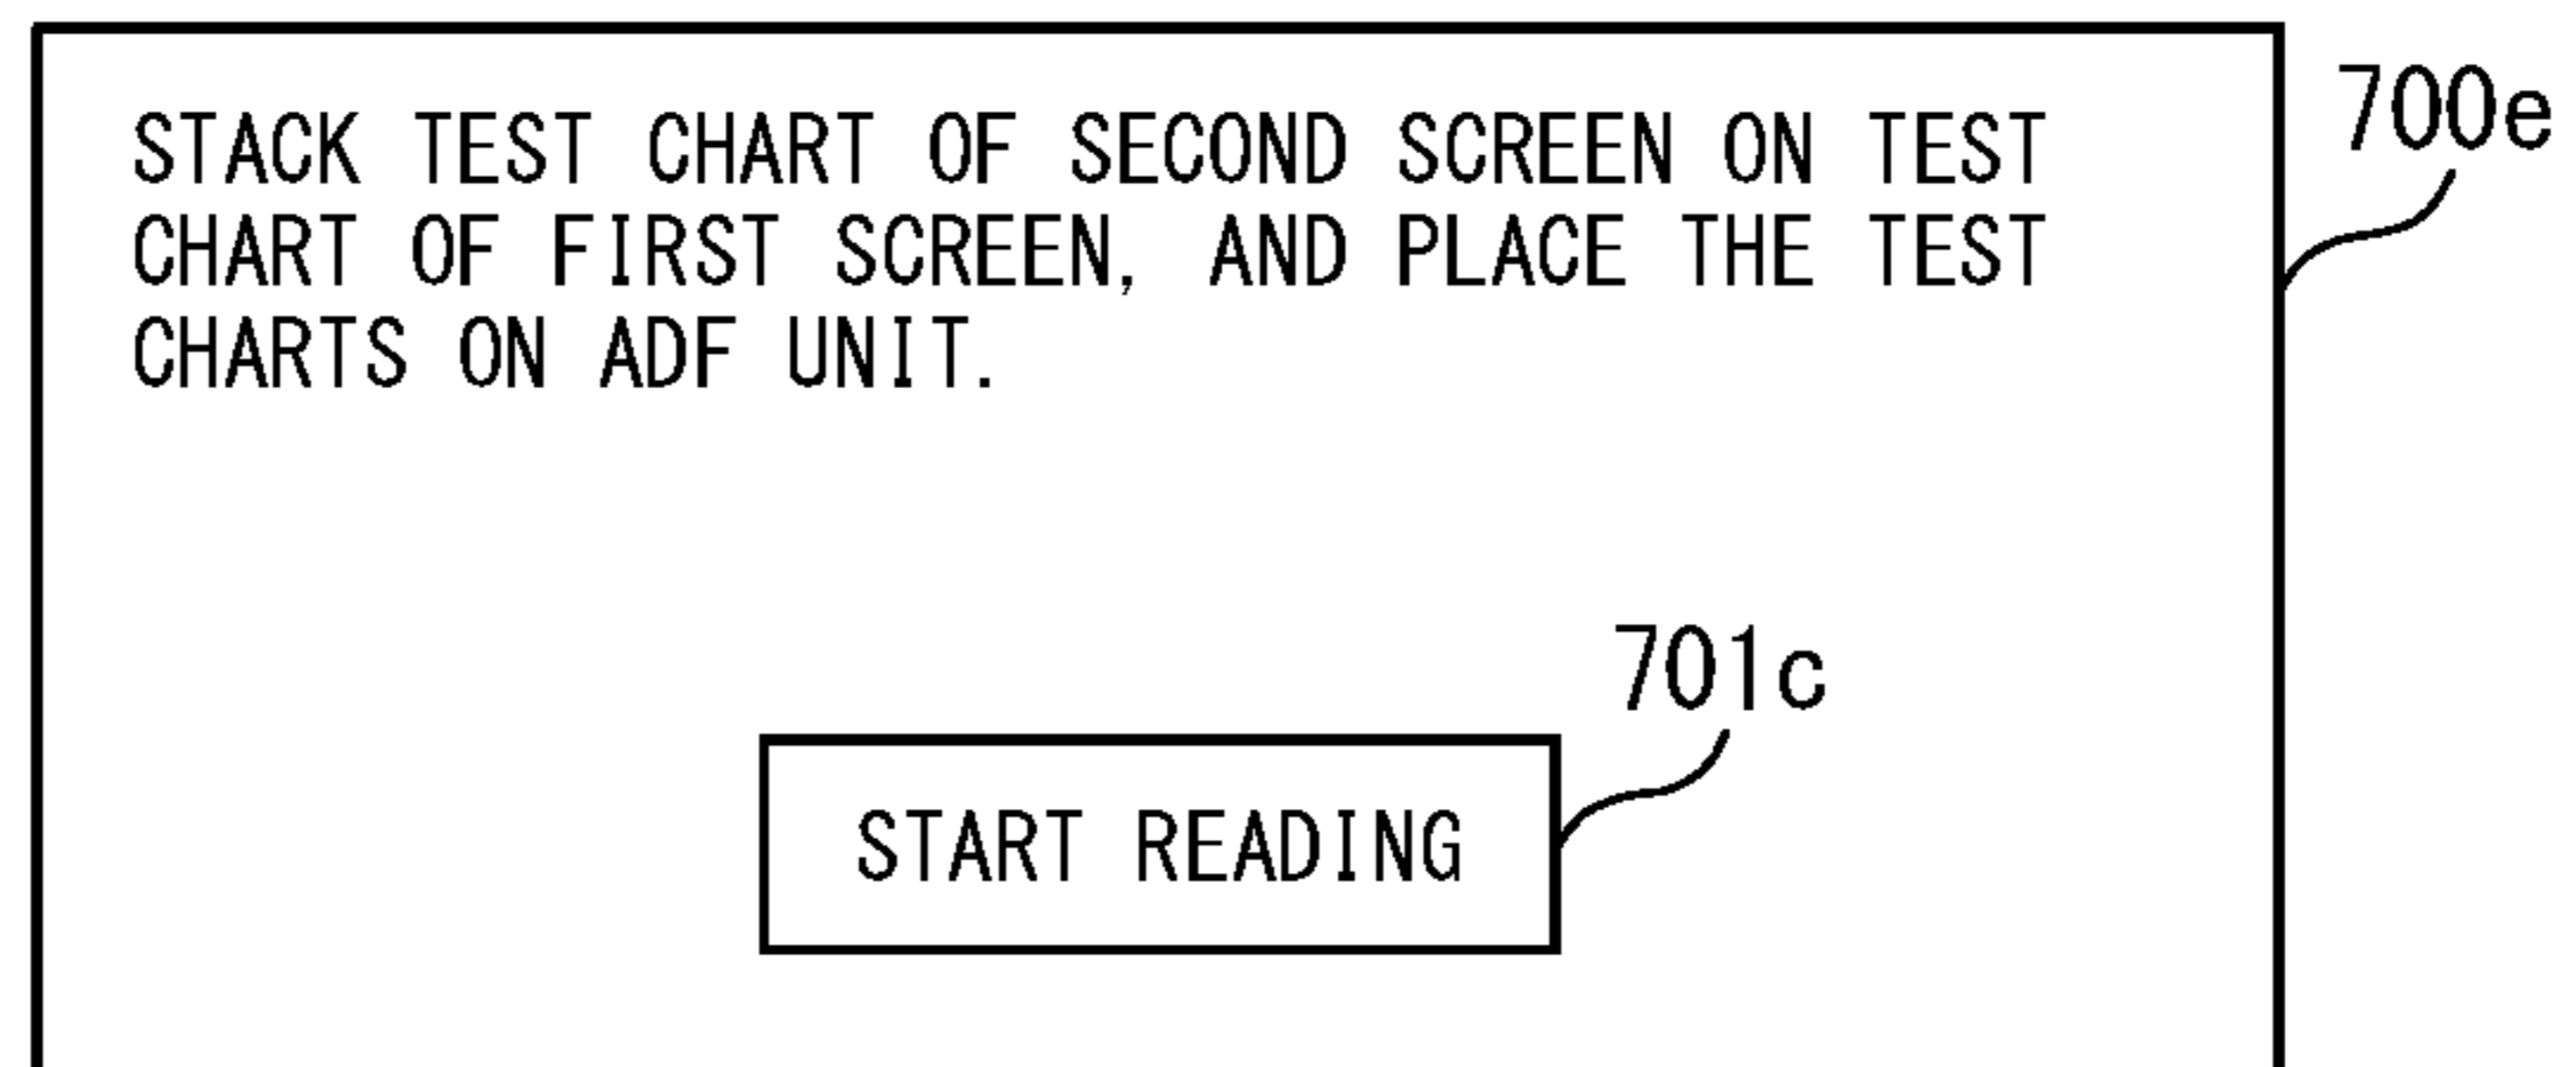 700e
STACK TEST CHART OF SECOND SCREEN ON TEST
CHART OF FIRST SCREEN, AND PLACE THE TEST
CHARTS ON ADF UNIT.
701c
START READING